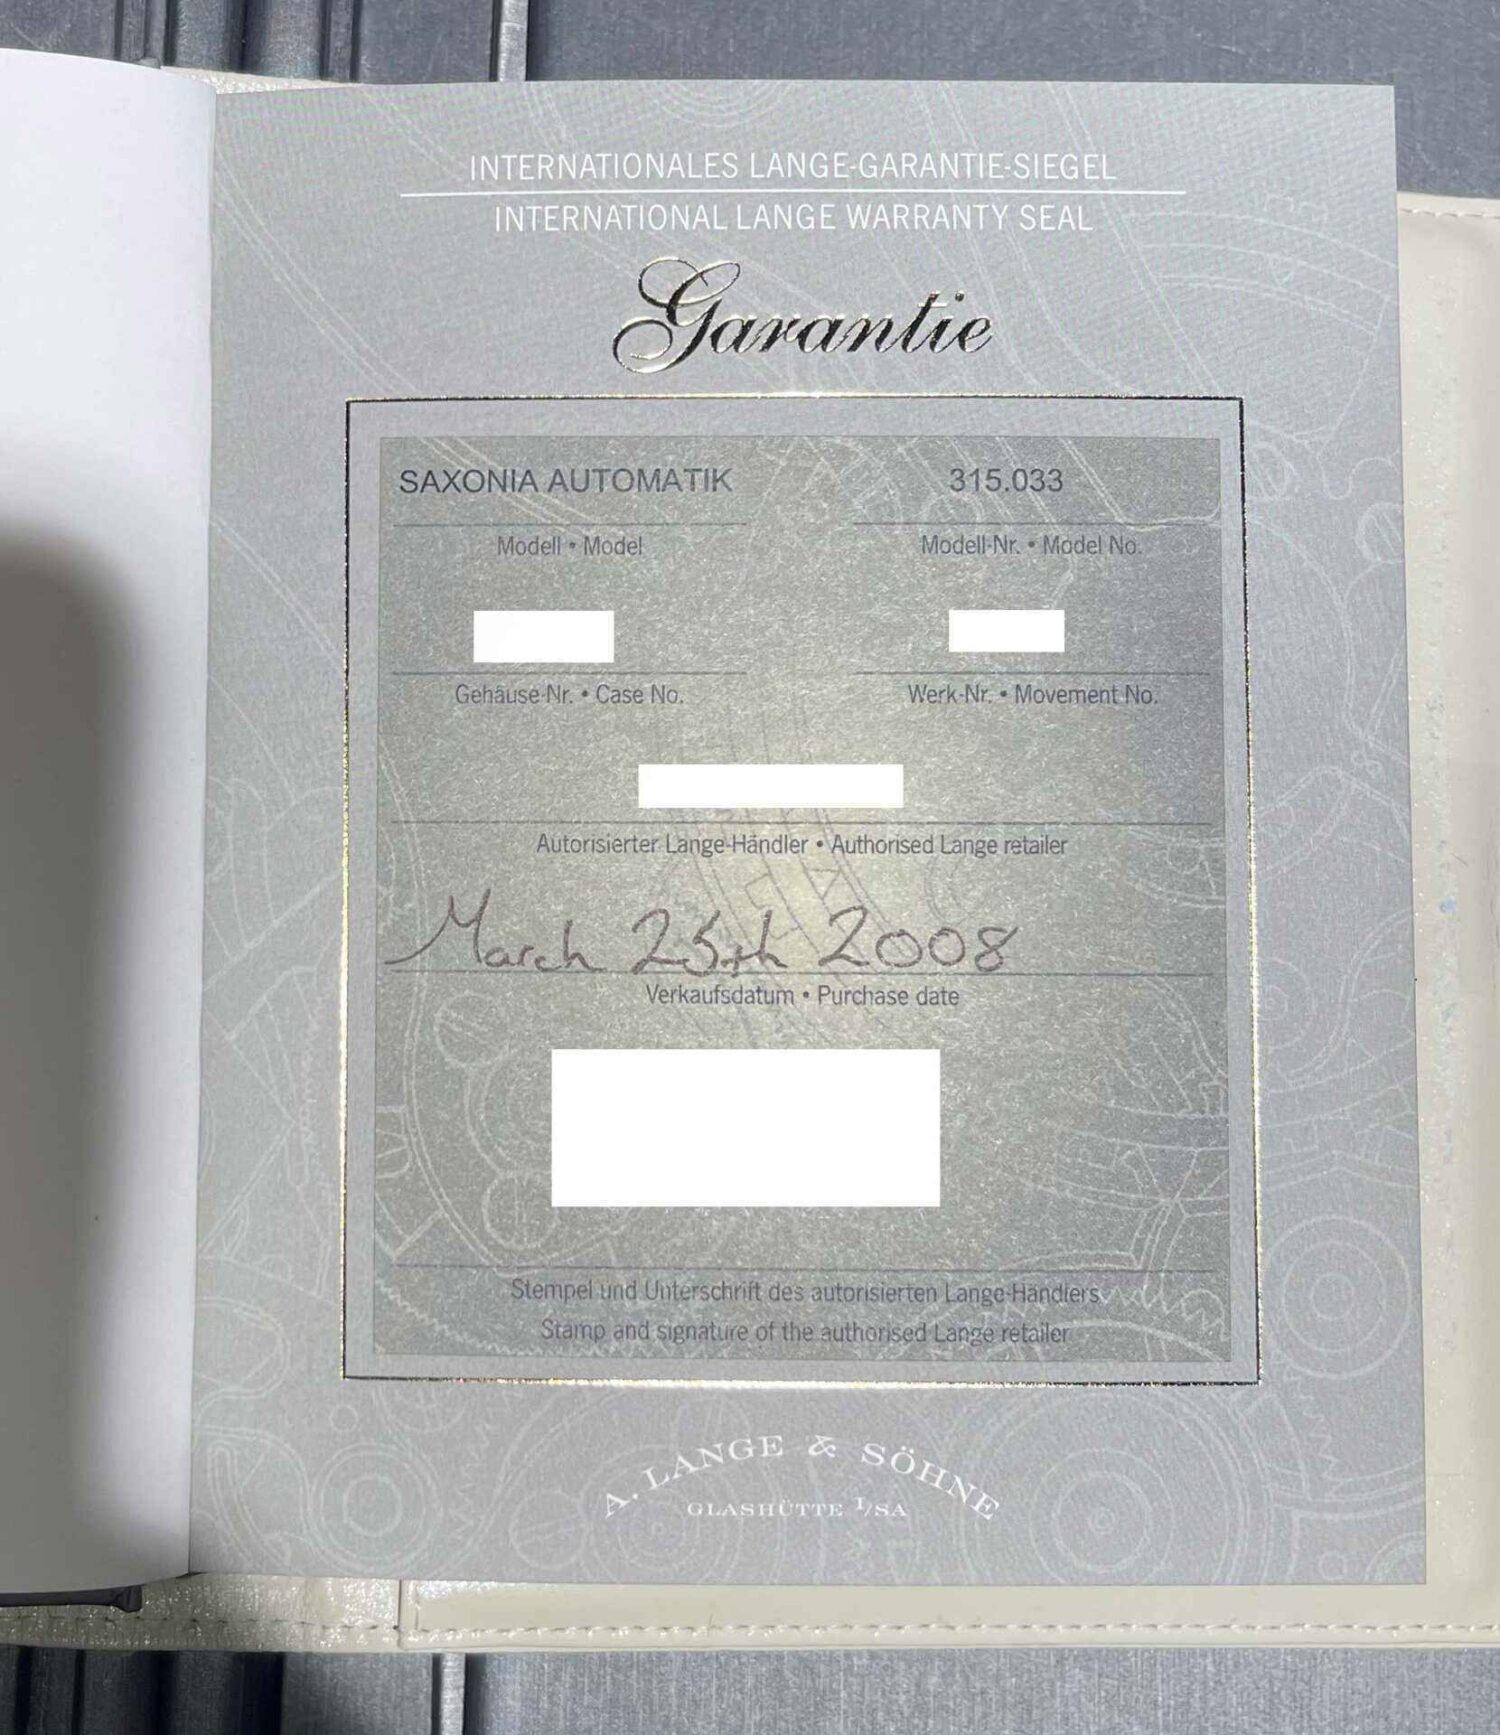 INTERNATIONALES LANGE-GARANTIE-SIEGEL
INTERNATIONAL LANGE WARRANTY SEAL
Garantie
SAXONIA AUTOMATIK 315.033
Modell • Model Modell-Nr. • Model No.
Gehäuse-Nr. • Case No. Werk-Nr. • Movement No.
Autorisierter Lange-Händler • Authorised Lange retailer
March 25th 2008
Verkaufsdatum • Purchase date
Stempel und Unterschrift des autorisierten Lange-Händlers
Stamp and signature of the authorised Lange retailer
A. LANGE & SÖHNE
GLASHÜTTE I/SA